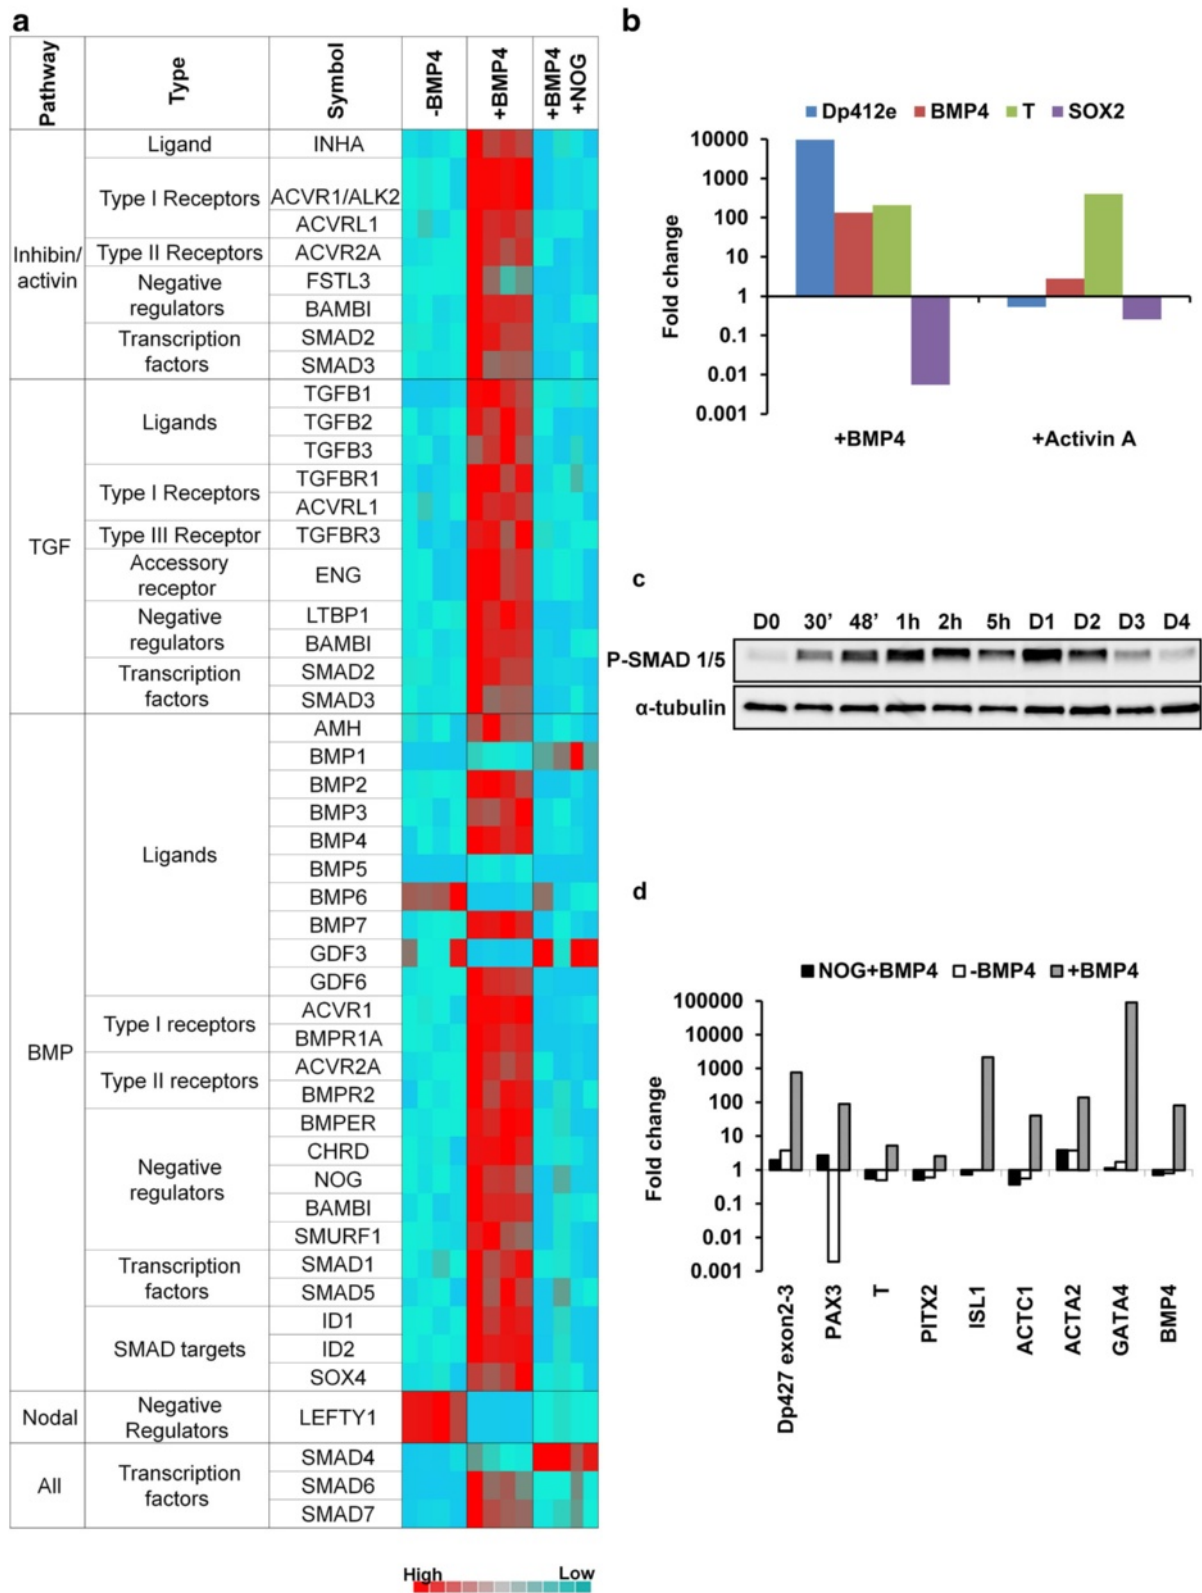 a
Pathway
Type
Symbol
-BMP4
+BMP4
+BMP4
+NOG
Inhibin/
activin
Ligand
INHA
Type I Receptors
ACVR1/ALK2
ACVRL1
Type II Receptors
ACVR2A
Negative
regulators
FSTL3
BAMBI
Transcription
factors
SMAD2
SMAD3
TGF
Ligands
TGFB1
TGFB2
TGFB3
Type I Receptors
TGFBR1
ACVRL1
Type III Receptor
TGFBR3
Accessory
receptor
ENG
Negative
regulators
LTBP1
BAMBI
Transcription
factors
SMAD2
SMAD3
BMP
Ligands
AMH
BMP1
BMP2
BMP3
BMP4
BMP5
BMP6
BMP7
GDF3
GDF6
Type I receptors
ACVR1
BMPR1A
Type II receptors
ACVR2A
BMPR2
Negative
regulators
BMPER
CHRD
NOG
BAMBI
SMURF1
Transcription
factors
SMAD1
SMAD5
SMAD targets
ID1
ID2
SOX4
Nodal
Negative
Regulators
LEFTY1
All
Transcription
factors
SMAD4
SMAD6
SMAD7
High Low
b
Dp412e BMP4 T SOX2
Fold change
10000
1000
100
10
1
0.1
0.01
0.001
+BMP4 +Activin A
c
D0 30' 48' 1h 2h 5h D1 D2 D3 D4
P-SMAD 1/5
α-tubulin
d
NOG+BMP4 -BMP4 +BMP4
Fold change
100000
10000
1000
100
10
1
0.1
0.01
0.001
Dp427 exon2-3
PAX3
T
PITX2
ISL1
ACTC1
ACTA2
GATA4
BMP4